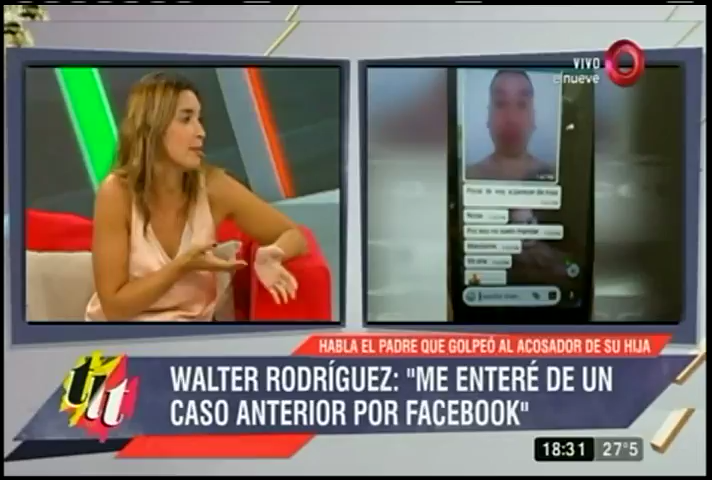 VIVO
elnueve
HABLA EL PADRE QUE GOLPEÓ AL ACOSADOR DE SU HIJA
WALTER RODRÍGUEZ: "ME ENTERÉ DE UN
CASO ANTERIOR POR FACEBOOK"
tlt
18:31 27°5